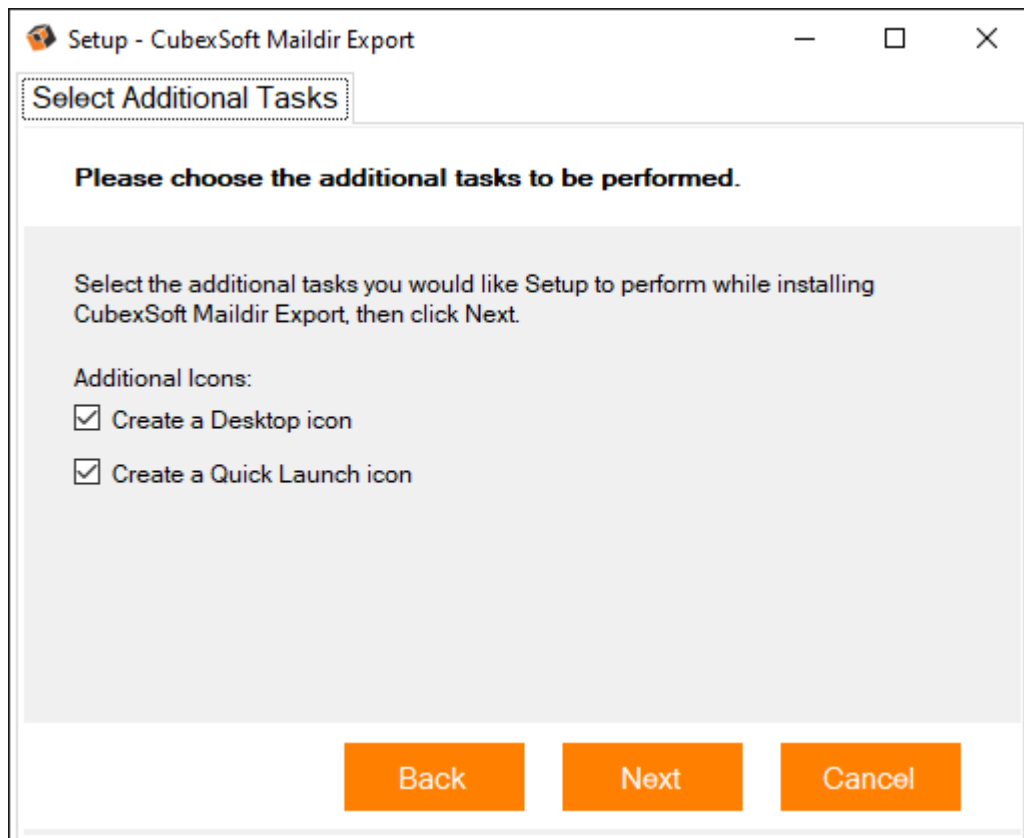 Setup - CubexSoft Maildir Export
Select Additional Tasks
Please choose the additional tasks to be performed.
Select the additional tasks you would like Setup to perform while installing
CubexSoft Maildir Export, then click Next.
Additional Icons:
Create a Desktop icon
Create a Quick Launch icon
Back Next Cancel